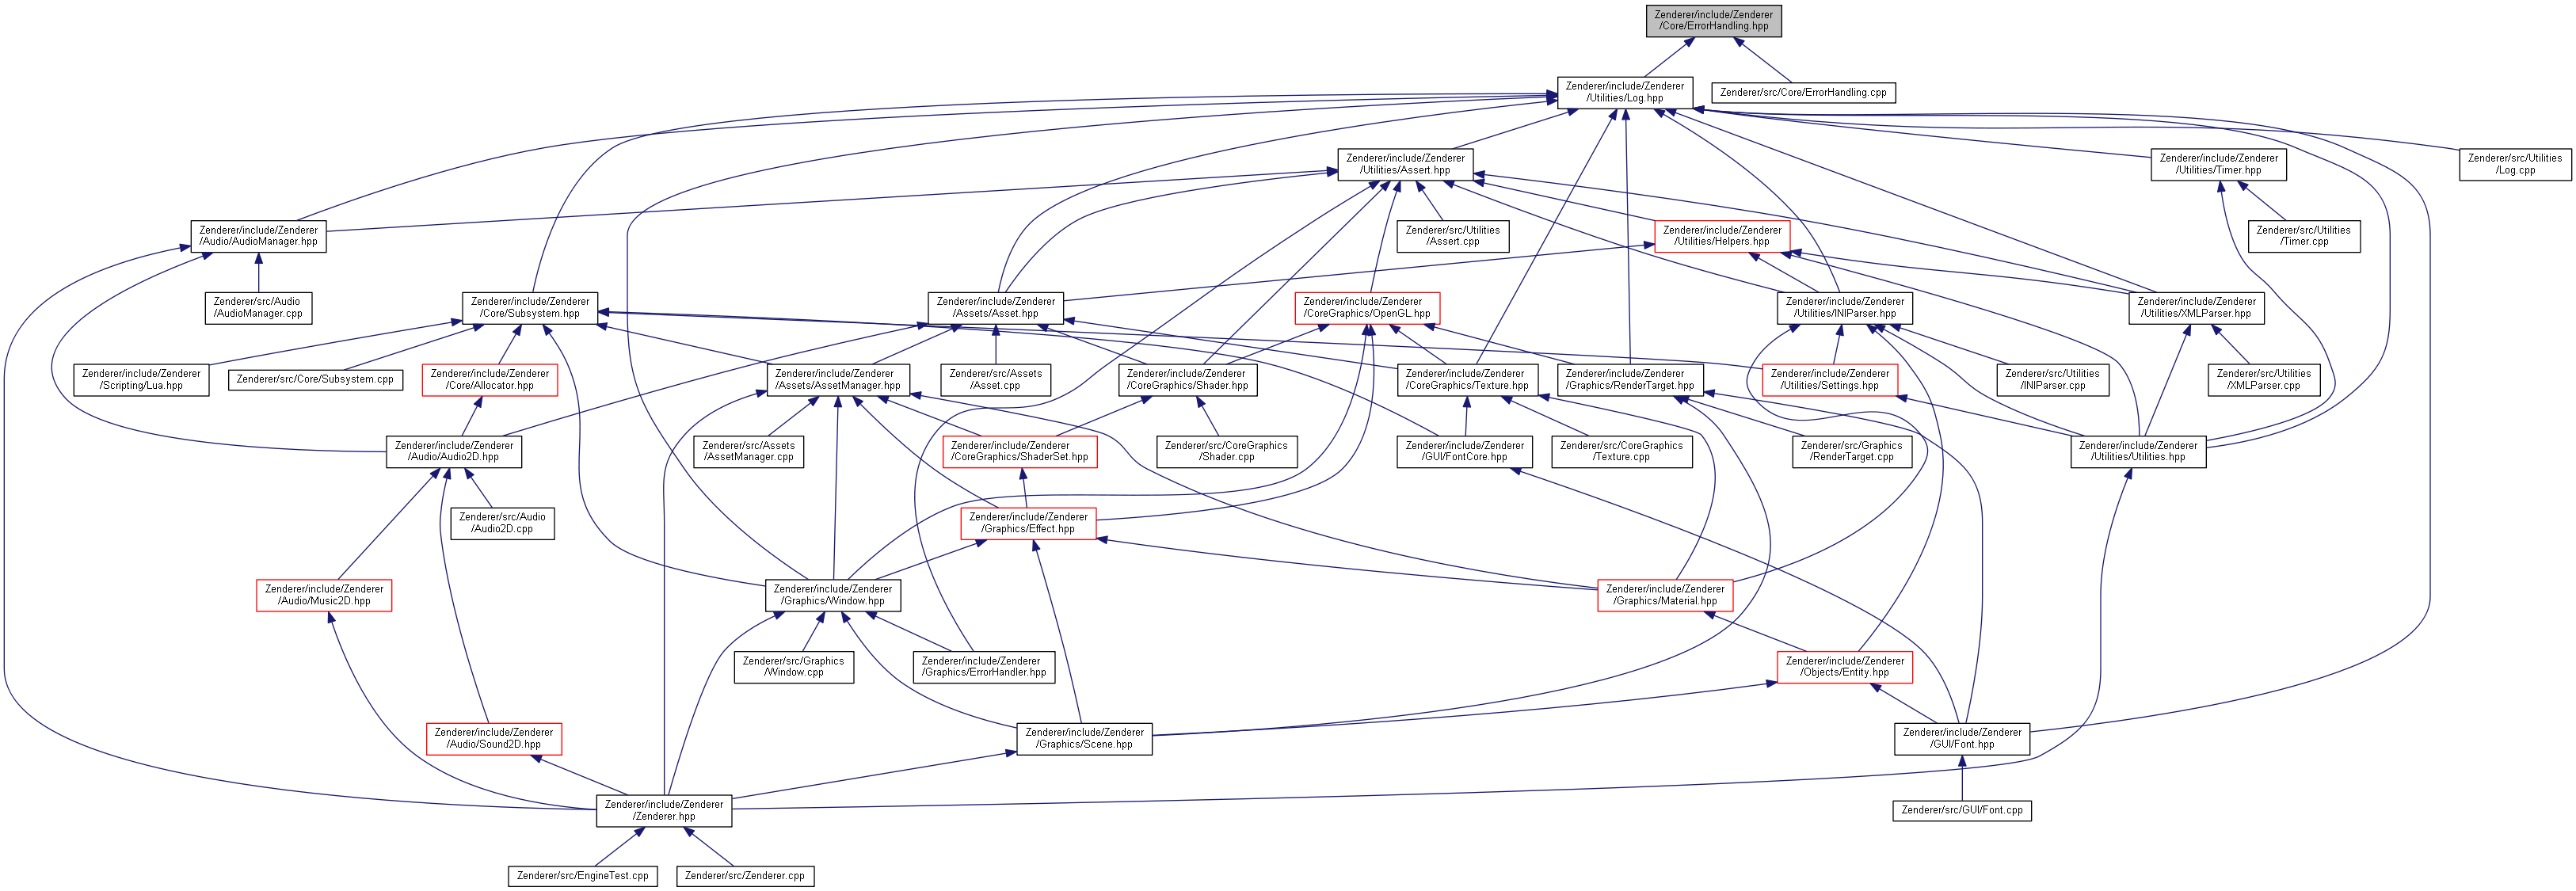 Zenderer/include/Zenderer
/Core/ErrorHandling.hpp
Zenderer/include/Zenderer
/Utilities/Log.hpp
Zenderer/src/Core/ErrorHandling.cpp
Zenderer/include/Zenderer
/Utilities/Assert.hpp
Zenderer/include/Zenderer
/Utilities/Timer.hpp
Zenderer/src/Utilities
/Log.cpp
Zenderer/include/Zenderer
/Audio/AudioManager.hpp
Zenderer/src/Utilities
/Assert.cpp
Zenderer/include/Zenderer
/Utilities/Helpers.hpp
Zenderer/src/Utilities
/Timer.cpp
Zenderer/src/Audio
/AudioManager.cpp
Zenderer/include/Zenderer
/Core/Subsystem.hpp
Zenderer/include/Zenderer
/Assets/Asset.hpp
Zenderer/include/Zenderer
/CoreGraphics/OpenGL.hpp
Zenderer/include/Zenderer
/Utilities/INIParser.hpp
Zenderer/include/Zenderer
/Utilities/XMLParser.hpp
Zenderer/include/Zenderer
/Scripting/Lua.hpp
Zenderer/src/Core/Subsystem.cpp
Zenderer/include/Zenderer
/Core/Allocator.hpp
Zenderer/include/Zenderer
/Assets/AssetManager.hpp
Zenderer/src/Assets
/Asset.cpp
Zenderer/include/Zenderer
/CoreGraphics/Shader.hpp
Zenderer/include/Zenderer
/CoreGraphics/Texture.hpp
Zenderer/include/Zenderer
/Graphics/RenderTarget.hpp
Zenderer/include/Zenderer
/Utilities/Settings.hpp
Zenderer/src/Utilities
/INIParser.cpp
Zenderer/src/Utilities
/XMLParser.cpp
Zenderer/include/Zenderer
/Audio/Audio2D.hpp
Zenderer/src/Assets
/AssetManager.cpp
Zenderer/include/Zenderer
/CoreGraphics/ShaderSet.hpp
Zenderer/src/CoreGraphics
/Shader.cpp
Zenderer/include/Zenderer
/GUI/FontCore.hpp
Zenderer/src/CoreGraphics
/Texture.cpp
Zenderer/src/Graphics
/RenderTarget.cpp
Zenderer/include/Zenderer
/Utilities/Utilities.hpp
Zenderer/src/Audio
/Audio2D.cpp
Zenderer/include/Zenderer
/Graphics/Effect.hpp
Zenderer/include/Zenderer
/Audio/Music2D.hpp
Zenderer/include/Zenderer
/Graphics/Window.hpp
Zenderer/include/Zenderer
/Graphics/Material.hpp
Zenderer/src/Graphics
/Window.cpp
Zenderer/include/Zenderer
/Graphics/ErrorHandler.hpp
Zenderer/include/Zenderer
/Objects/Entity.hpp
Zenderer/include/Zenderer
/Audio/Sound2D.hpp
Zenderer/include/Zenderer
/Graphics/Scene.hpp
Zenderer/include/Zenderer
/GUI/Font.hpp
Zenderer/include/Zenderer
/Zenderer.hpp
Zenderer/src/GUI/Font.cpp
Zenderer/src/EngineTest.cpp
Zenderer/src/Zenderer.cpp